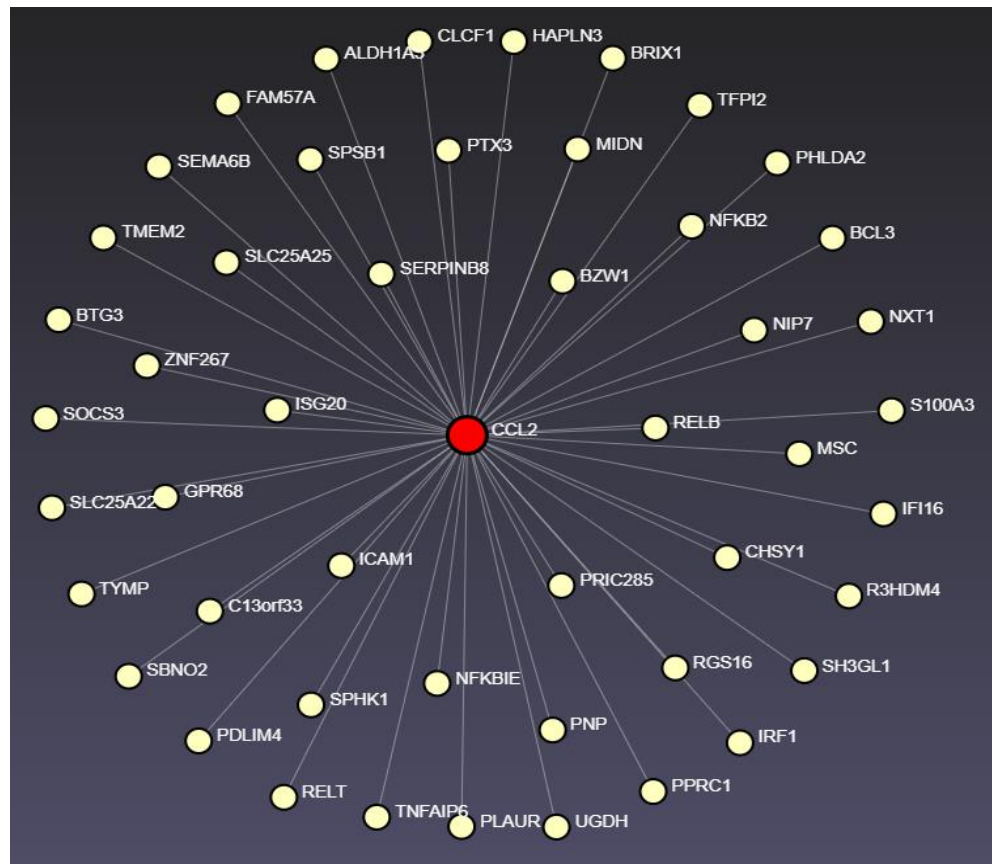 CLCF1
HAPLN3
ALDH1A3
BRIX1
FAM57A
TFPI2
SPSB1
PTX3
MIDN
PHLDA2
SEMA6B
NFKB2
TMEM2
BCL3
SLC25A25
SERPINB8
BZW1
BTG3
NIP7
NXT1
ZNF267
ISG20
S100A3
SOCS3
RELB
CCL2
MSC
SLC25A22
GPR68
IFI16
CHSY1
ICAM1
PRIC285
TYMP
R3HDM4
C13orf33
SBNO2
RGS16
SH3GL1
NFKBIE
SPHK1
PNP
PDLIM4
IRF1
RELT
PPRC1
TNFAIP6
PLAUR
UGDH